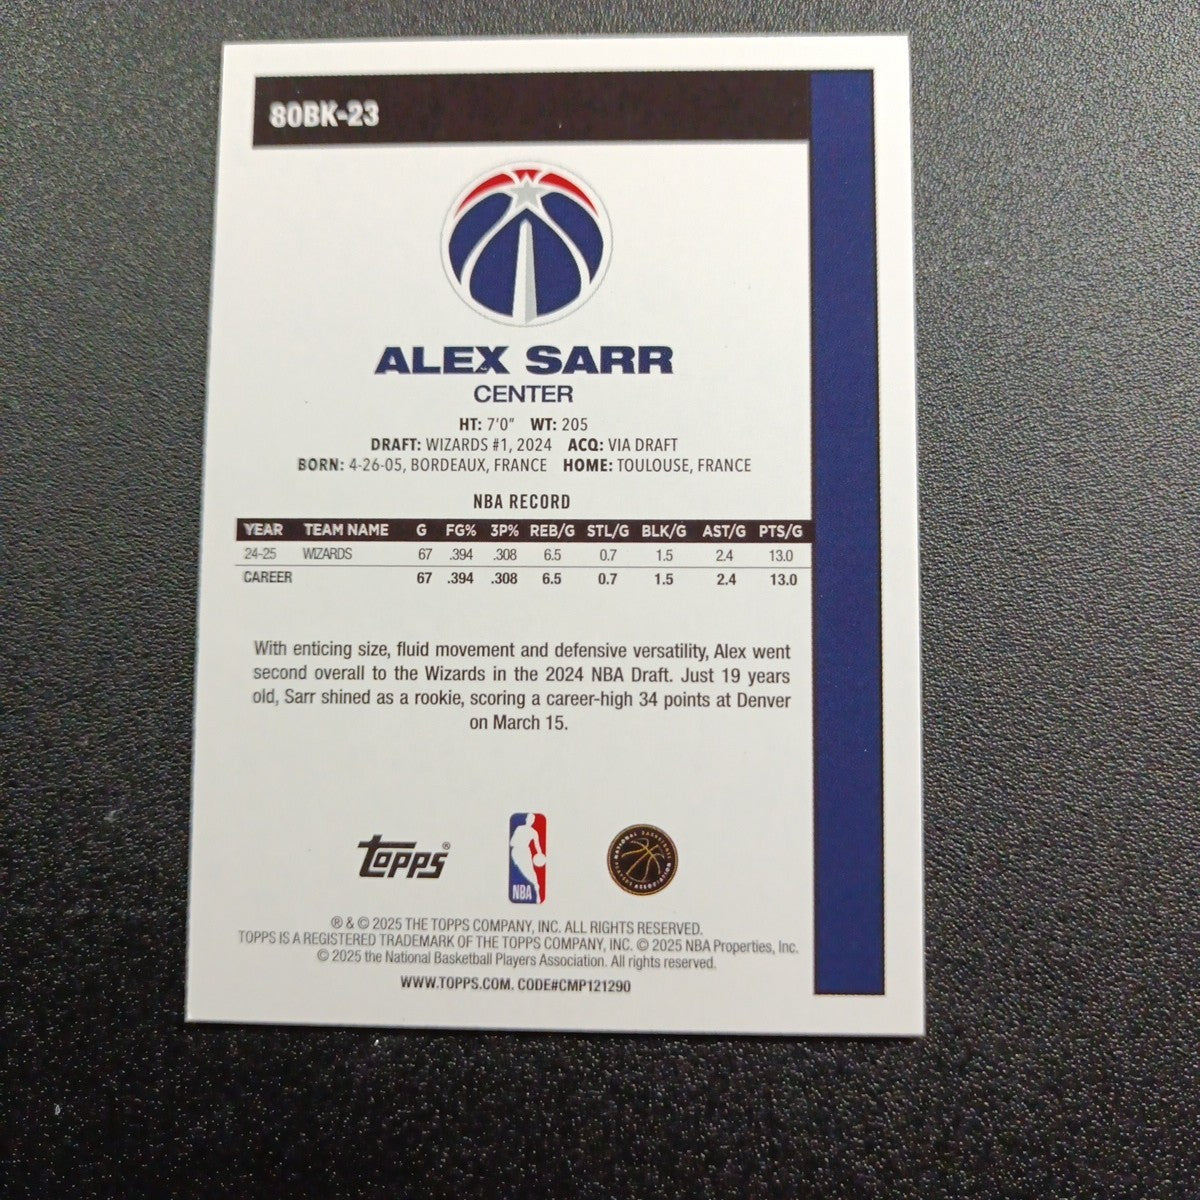 80BK-23
ALEX SARR
CENTER
HT: 7'0" WT: 205
DRAFT: WIZARDS #1, 2024 ACQ: VIA DRAFT
BORN: 4-26-05, BORDEAUX, FRANCE HOME: TOULOUSE, FRANCE
NBA RECORD
YEAR TEAM NAME G FG% 3P% REB/G STL/G BLK/G AST/G PTS/G
24-25 WIZARDS 67 .394 .308 6.5 0.7 1.5 2.4 13.0
CAREER 67 .394 .308 6.5 0.7 1.5 2.4 13.0
With enticing size, fluid movement and defensive versatility, Alex went
second overall to the Wizards in the 2024 NBA Draft. Just 19 years
old, Sarr shined as a rookie, scoring a career-high 34 points at Denver
on March 15.
Topps®
NBA
NATIONAL BASKETBALL PLAYERS ASSOCIATION
® & © 2025 THE TOPPS COMPANY, INC. ALL RIGHTS RESERVED.
TOPPS IS A REGISTERED TRADEMARK OF THE TOPPS COMPANY, INC. © 2025 NBA Properties, Inc.
© 2025 the National Basketball Players Association. All rights reserved.
WWW.TOPPS.COM. CODE#CMP121290